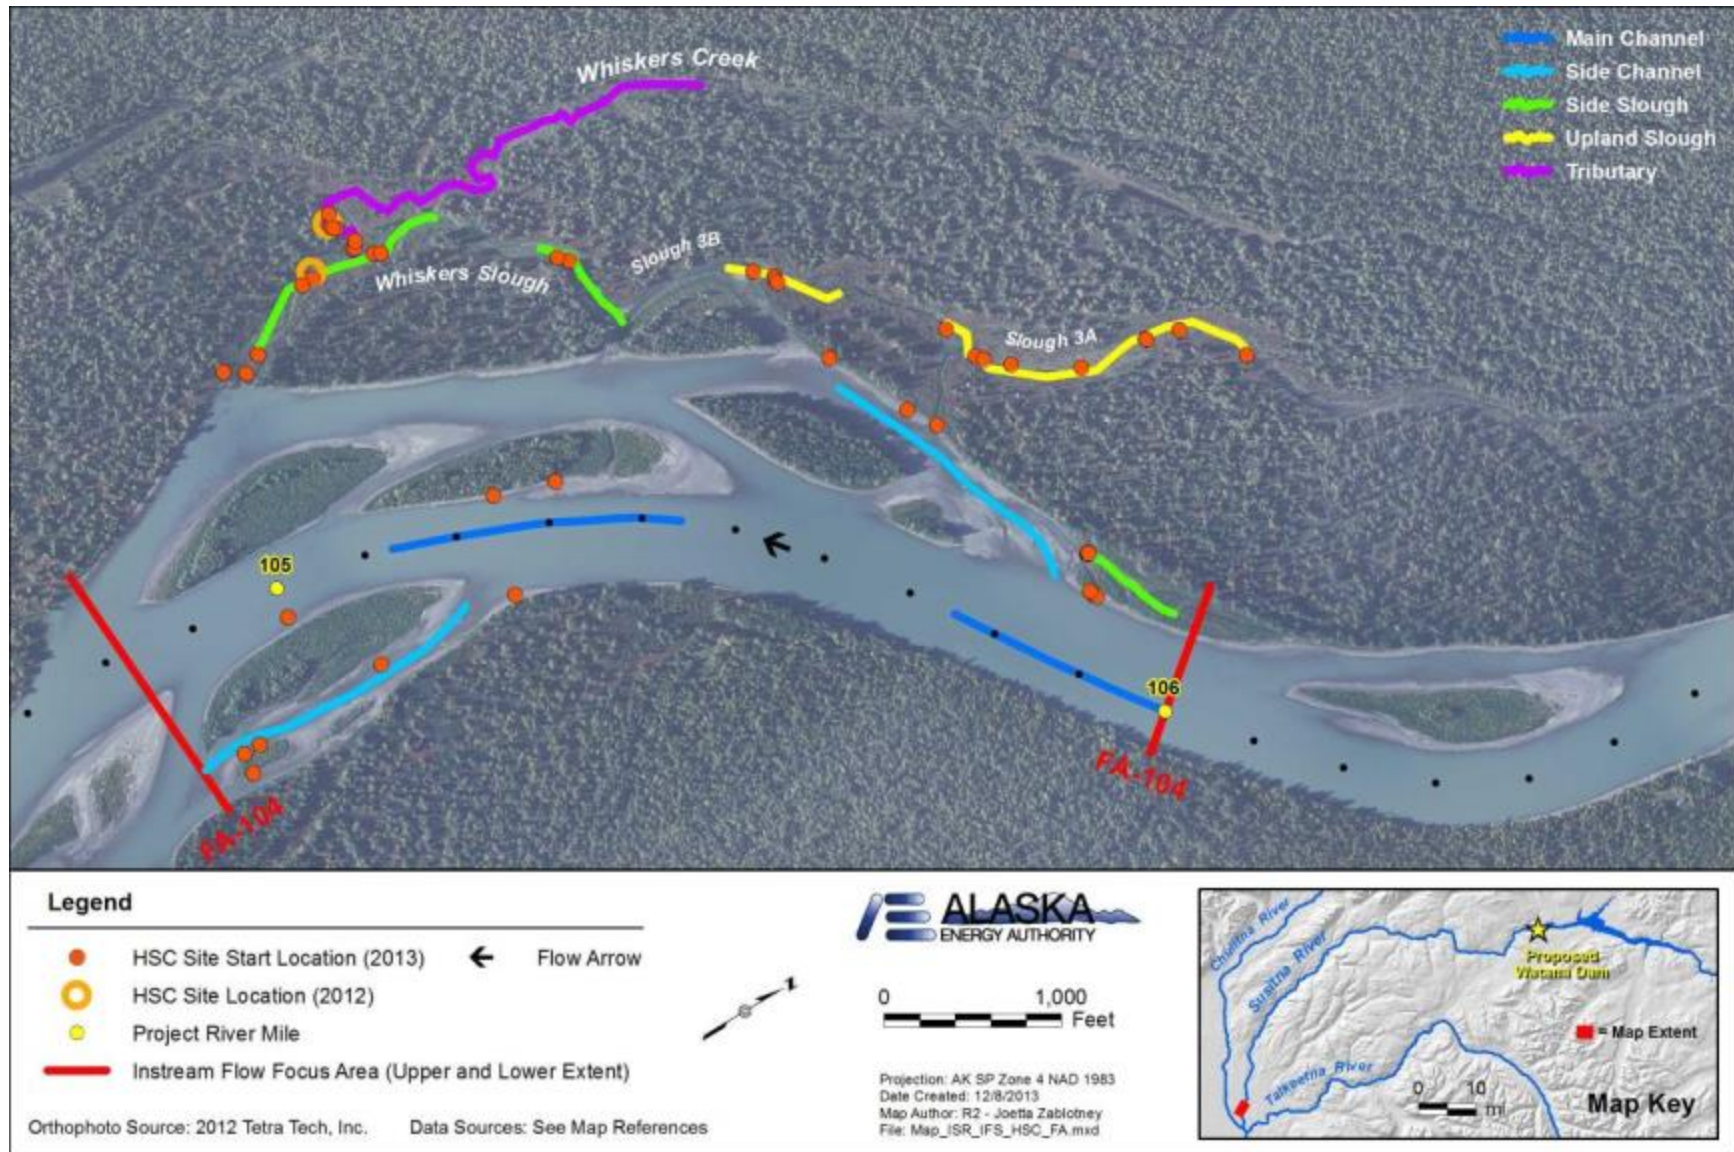 Main Channel
Side Channel
Side Slough
Upland Slough
Tributary
Whiskers Creek
Whiskers Slough
Slough 3B
Slough 3A
105
106
FA-104
FA-104
Legend
HSC Site Start Location (2013)
Flow Arrow
HSC Site Location (2012)
Project River Mile
Instream Flow Focus Area (Upper and Lower Extent)
Orthophoto Source: 2012 Tetra Tech, Inc.
Data Sources: See Map References
ALASKA
ENERGY AUTHORITY
0 1,000
Feet
Projection: AK SP Zone 4 NAD 1983
Date Created: 12/8/2013
Map Author: R2 - Joetta Zablotney
File: Map_ISR_IFS_HSC_FA.mxd
Chulitna River
Susitna River
Talkeetna River
Proposed
Watana Dam
= Map Extent
0 10
mi
Map Key